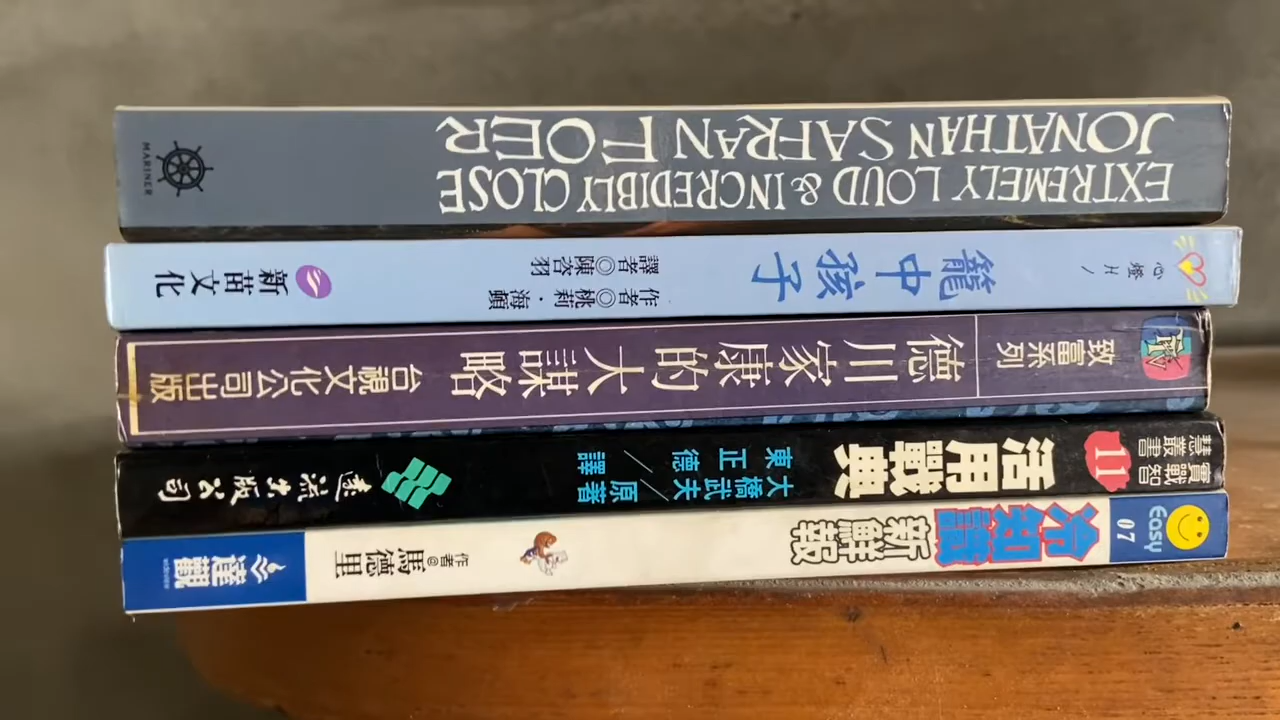 JONATHAN SAFRAN FOER
EXTREMELY LOUD & INCREDIBLY CLOSE
MARINER
心燈 籠中孩子
作者◎桃莉・海頓
譯者◎陳咨羽
新苗文化
致富系列
德川家康的大謀略
台視文化公司出版
實戰智慧叢書
11
活用戰典
大橋武夫/原著
東正德/譯
遠流出版公司
Easy 07
冷知識
新鮮報
作者@馬德里
達觀